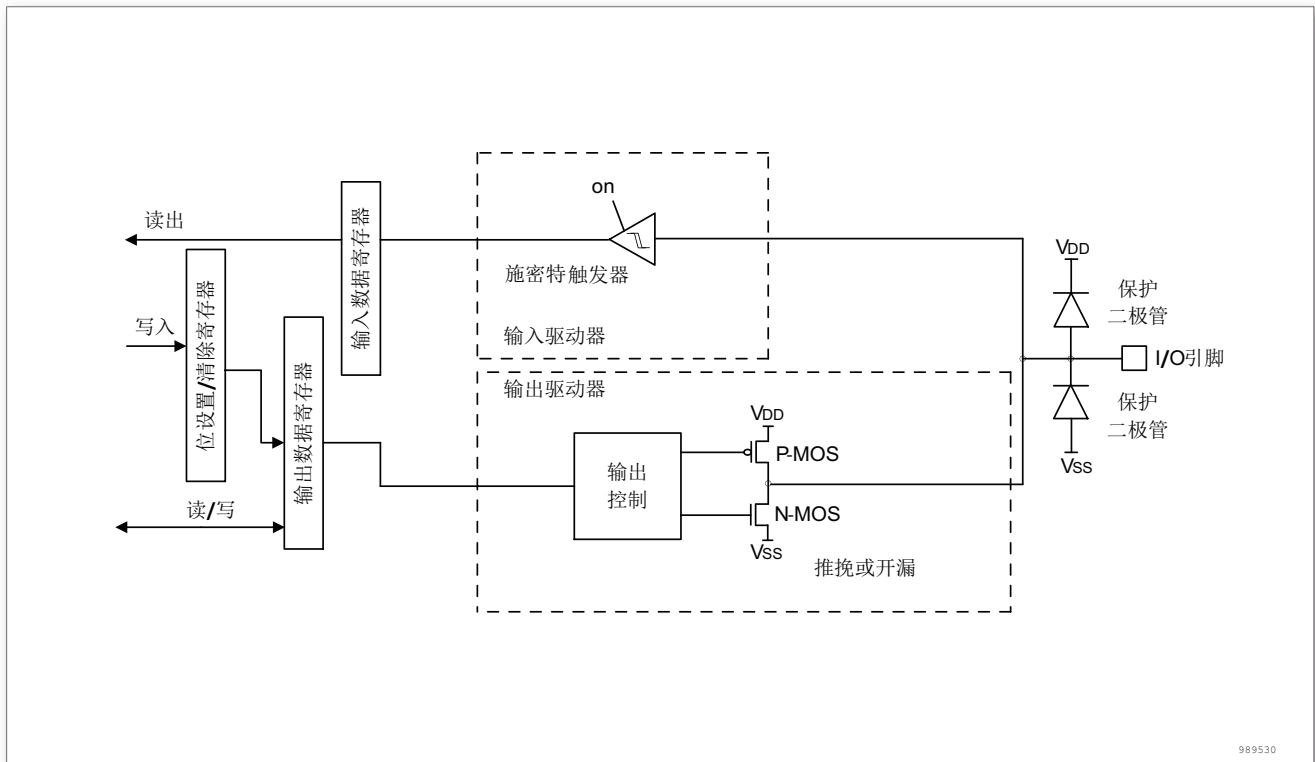 on
读出
输入数据寄存器
施密特触发器
输入驱动器
VDD
保护
二极管
I/O引脚
保护
二极管
VSS
写入
位设置/清除寄存器
输出数据寄存器
读/写
输出驱动器
输出
控制
VDD
P-MOS
N-MOS
VSS
推挽或开漏
989530